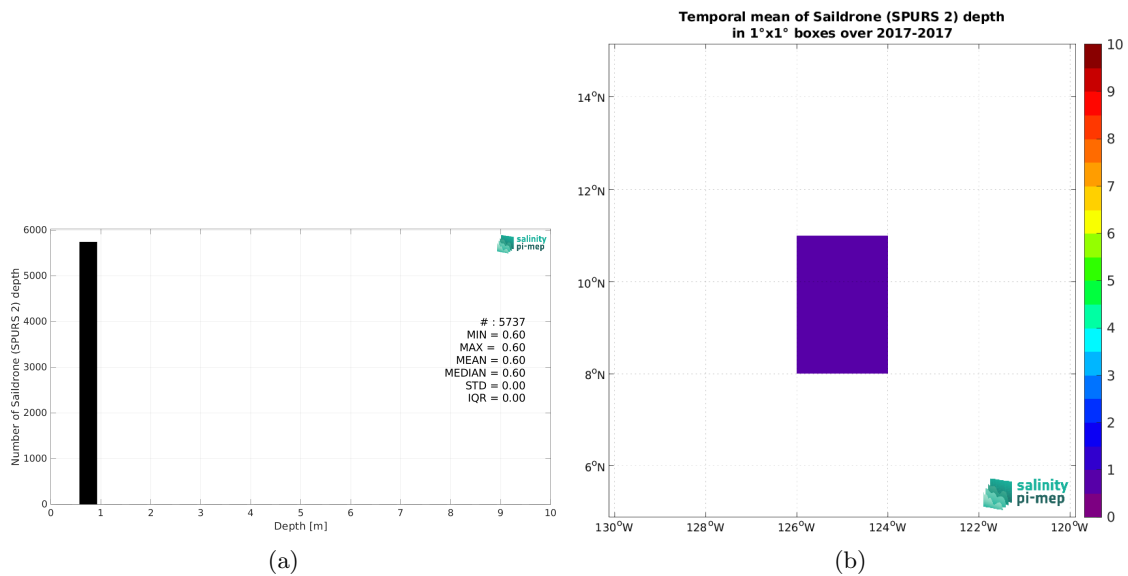 6000
5000
4000
3000
2000
1000
0
Number of Saildrone (SPURS 2) depth
salinity
pi-mep
# : 5737
MIN = 0.60
MAX = 0.60
MEAN = 0.60
MEDIAN = 0.60
STD = 0.00
IQR = 0.00
0 1 2 3 4 5 6 7 8 9 10
Depth [m]
(a)
Temporal mean of Saildrone (SPURS 2) depth
in 1°x1° boxes over 2017-2017
14°N
12°N
10°N
8°N
6°N
130°W 128°W 126°W 124°W 122°W 120°W
salinity
pi-mep
10
9
8
7
6
5
4
3
2
1
0
(b)